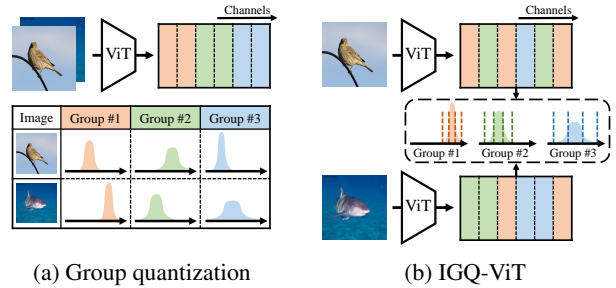 Channels
ViT
Image Group #1 Group #2 Group #3
(a) Group quantization
Channels
ViT
Group #1 Group #2 Group #3
ViT
(b) IGQ-ViT